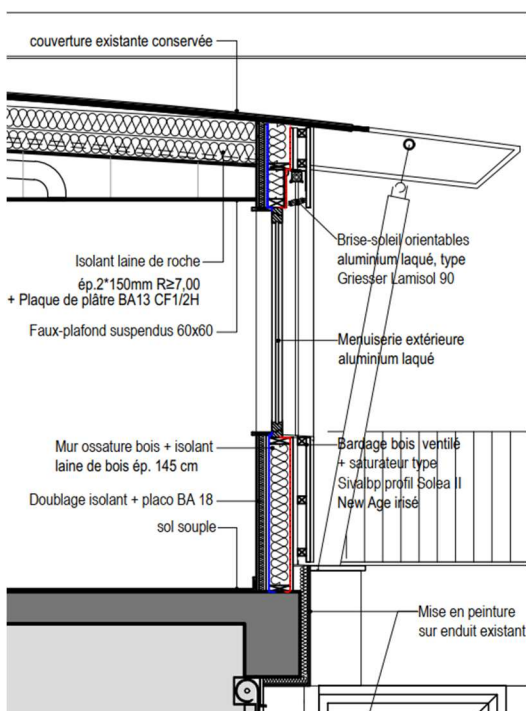 couverture existante conservée
Brise-soleil orientables
aluminium laqué, type
Griesser Lamisol 90
Isolant laine de roche
ép.2*150mm R≥7,00
+ Plaque de plâtre BA13 CF1/2H
Faux-plafond suspendus 60x60
Menuiserie extérieure
aluminium laqué
Mur ossature bois + isolant
laine de bois ép. 145 cm
Bardage bois ventilé
+ saturateur type
Sivalbp profil Solea II
New Age irisé
Doublage isolant + placo BA 18
sol souple
Mise en peinture
sur enduit existant